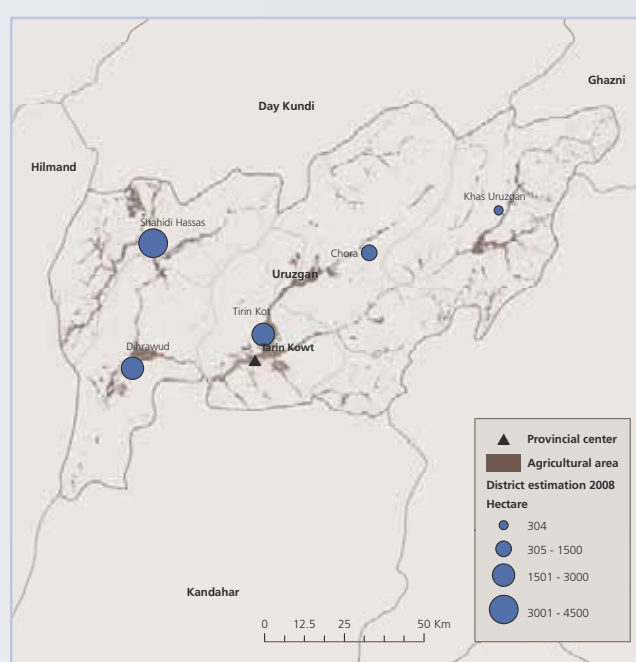 Ghazni
Day Kundi
Hilmand
Khas Uruzgan
Shahidi Hassas
Chora
Uruzgan
Tirin Kot
Tarin Kowt
Dihrawud
Provincial center
Agricultural area
District estimation 2008
Hectare
304
305 - 1500
1501 - 3000
3001 - 4500
Kandahar
0 12.5 25 50 Km